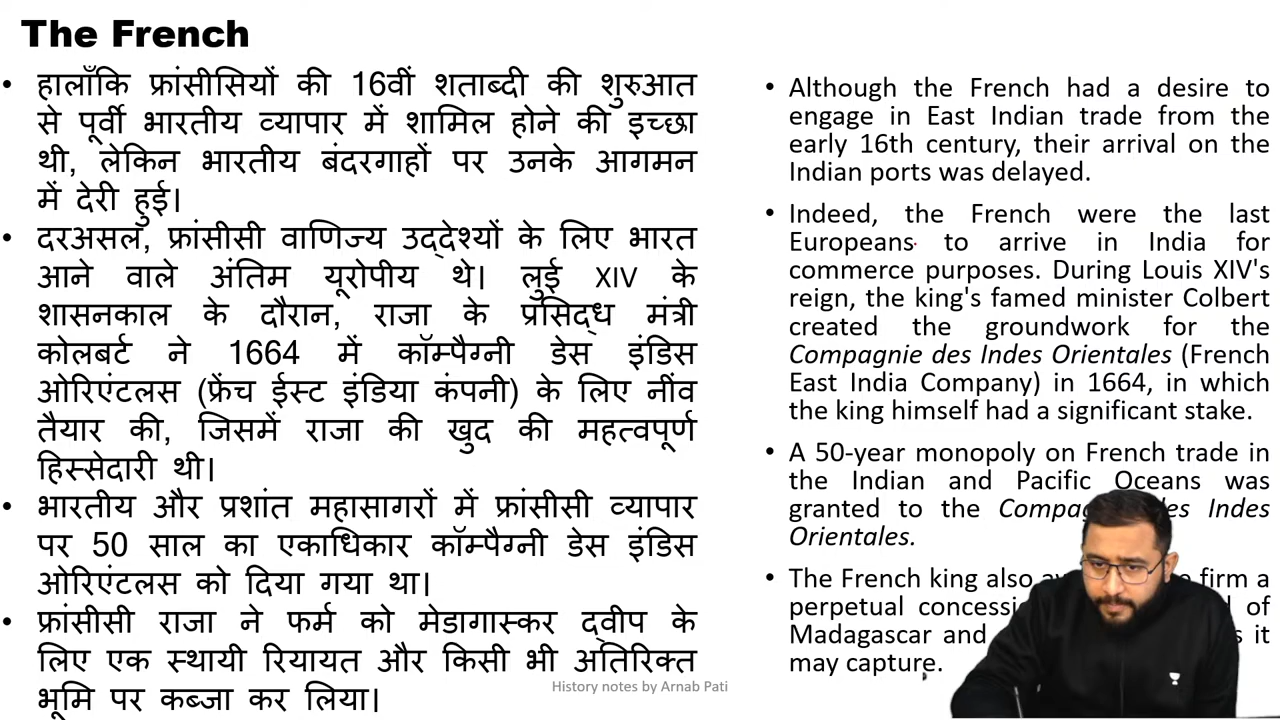 The French
• हालाँकि फ्रांसीसियों की 16वीं शताब्दी की शुरुआत
से पूर्वी भारतीय व्यापार में शामिल होने की इच्छा
थी, लेकिन भारतीय बंदरगाहों पर उनके आगमन
में देरी हुई।
• दरअसल, फ्रांसीसी वाणिज्य उद्देश्यों के लिए भारत
आने वाले अंतिम यूरोपीय थे। लुई XIV के
शासनकाल के दौरान, राजा के प्रसिद्ध मंत्री
कोलबर्ट ने 1664 में कॉम्पैग्नी डेस इंडिस
ओरिएंटलस (फ्रेंच ईस्ट इंडिया कंपनी) के लिए नींव
तैयार की, जिसमें राजा की खुद की महत्वपूर्ण
हिस्सेदारी थी।
• भारतीय और प्रशांत महासागरों में फ्रांसीसी व्यापार
पर 50 साल का एकाधिकार कॉम्पैग्नी डेस इंडिस
ओरिएंटलस को दिया गया था।
• फ्रांसीसी राजा ने फर्म को मेडागास्कर द्वीप के
लिए एक स्थायी रियायत और किसी भी अतिरिक्त
भूमि पर कब्जा कर लिया।
• Although the French had a desire to
engage in East Indian trade from the
early 16th century, their arrival on the
Indian ports was delayed.
• Indeed, the French were the last
Europeans to arrive in India for
commerce purposes. During Louis XIV's
reign, the king's famed minister Colbert
created the groundwork for the
Compagnie des Indes Orientales (French
East India Company) in 1664, in which
the king himself had a significant stake.
• A 50-year monopoly on French trade in
the Indian and Pacific Oceans was
granted to the Indes
Orientales.
• The French king also firm a
perpetual of
Madagascar and it
may capture.
History notes by Arnab Pati